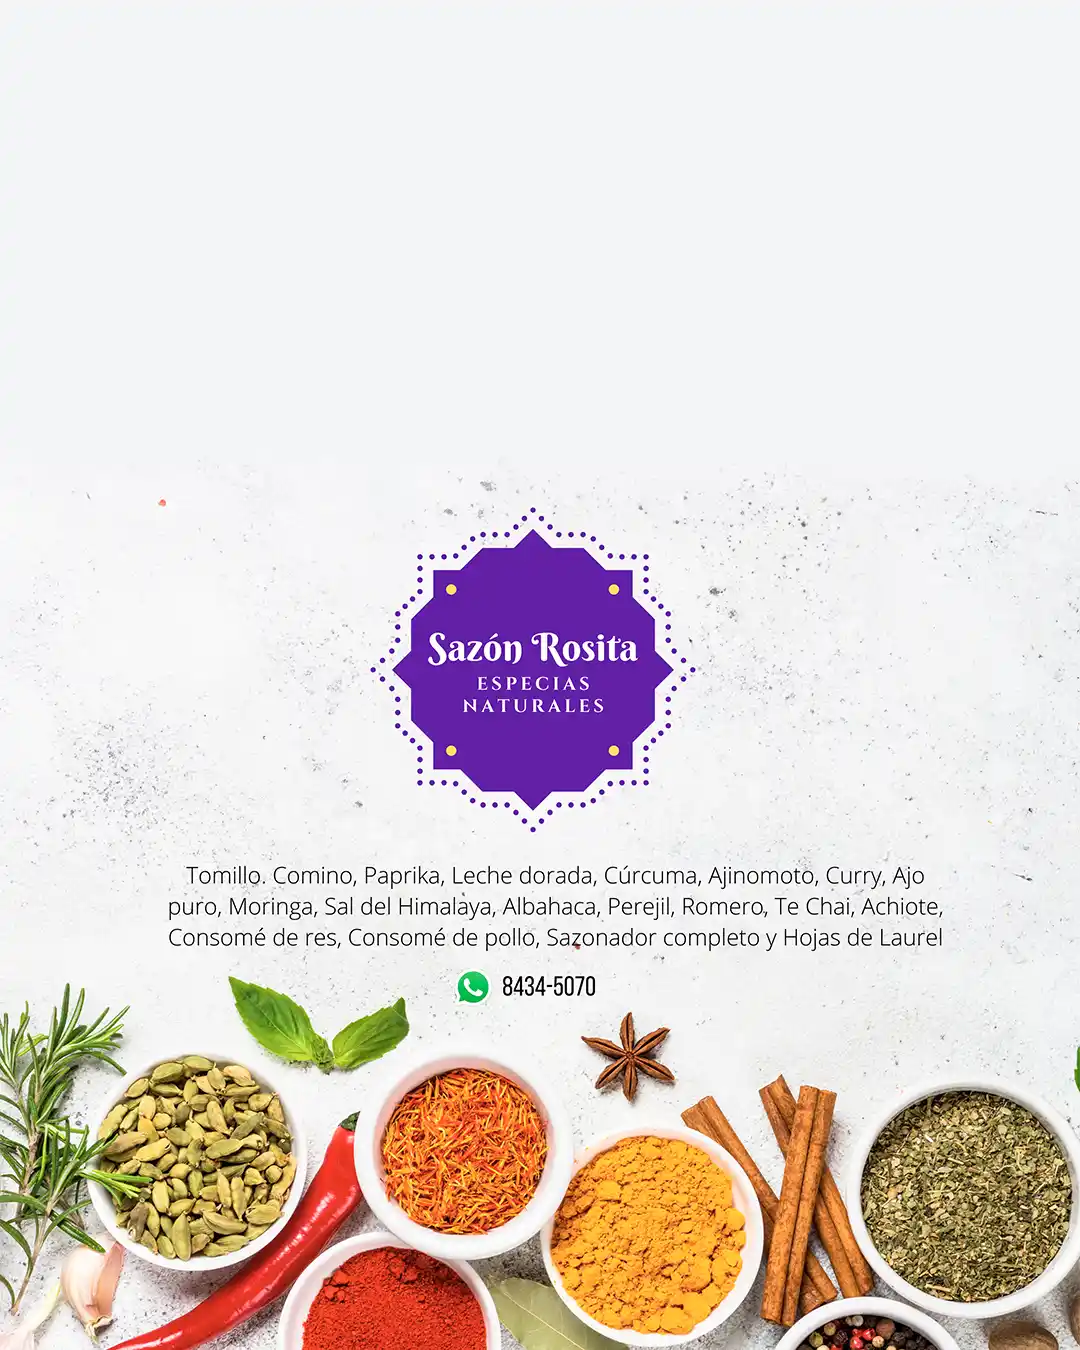 Sazón Rosita
ESPECIAS
NATURALES
Tomillo. Comino, Paprika, Leche dorada, Cúrcuma, Ajinomoto, Curry, Ajo
puro, Moringa, Sal del Himalaya, Albahaca, Perejil, Romero, Te Chai, Achiote,
Consomé de res, Consomé de pollo, Sazonador completo y Hojas de Laurel
8434-5070